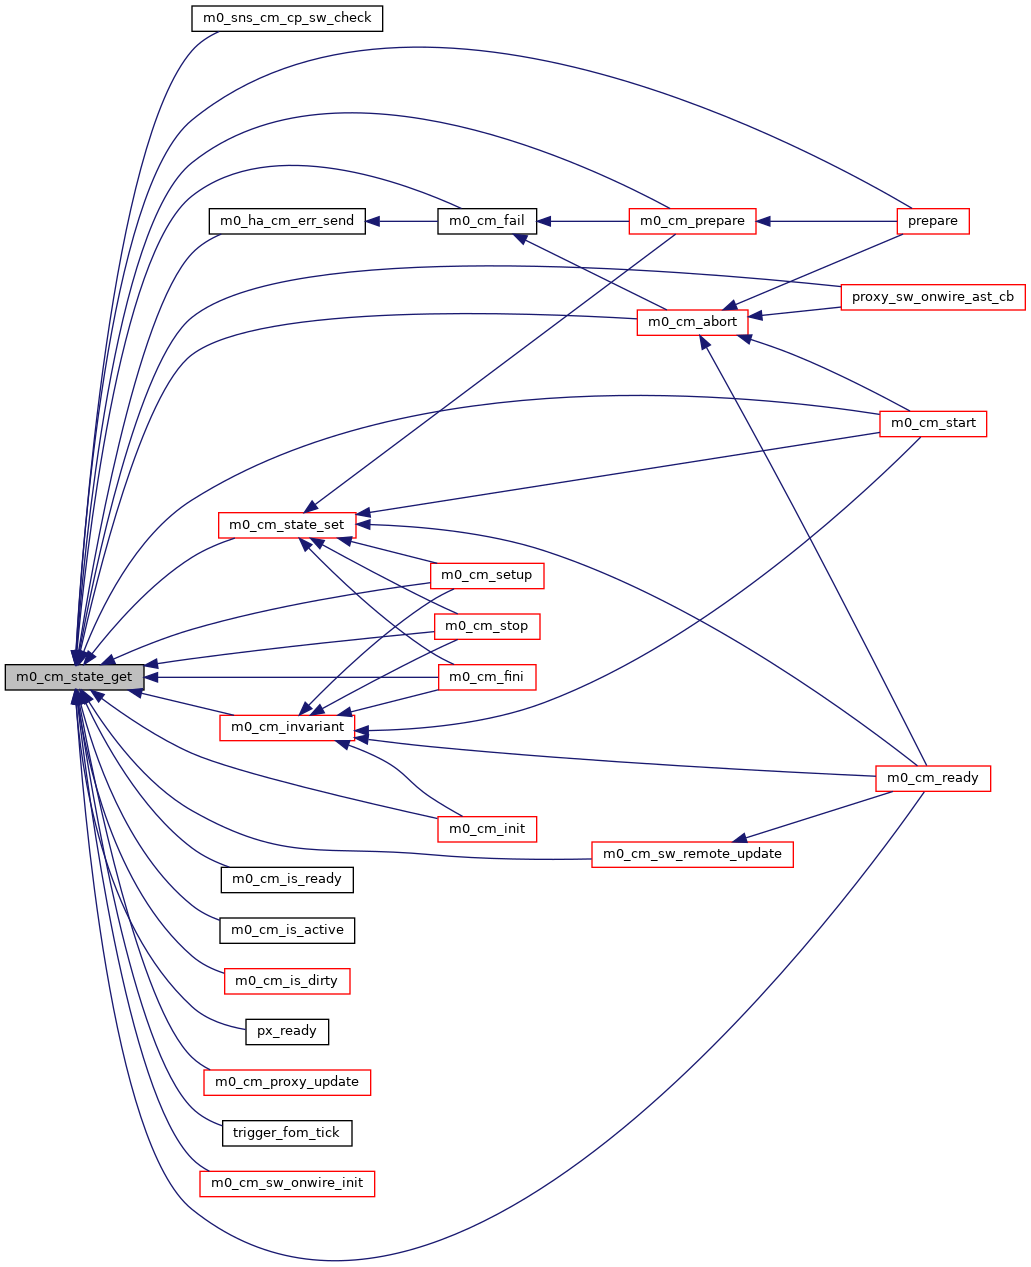 m0_sns_cm_cp_sw_check
m0_ha_cm_err_send
m0_cm_fail
m0_cm_prepare
prepare
proxy_sw_onwire_ast_cb
m0_cm_abort
m0_cm_start
m0_cm_state_set
m0_cm_setup
m0_cm_stop
m0_cm_state_get
m0_cm_fini
m0_cm_invariant
m0_cm_ready
m0_cm_init
m0_cm_sw_remote_update
m0_cm_is_ready
m0_cm_is_active
m0_cm_is_dirty
px_ready
m0_cm_proxy_update
trigger_fom_tick
m0_cm_sw_onwire_init